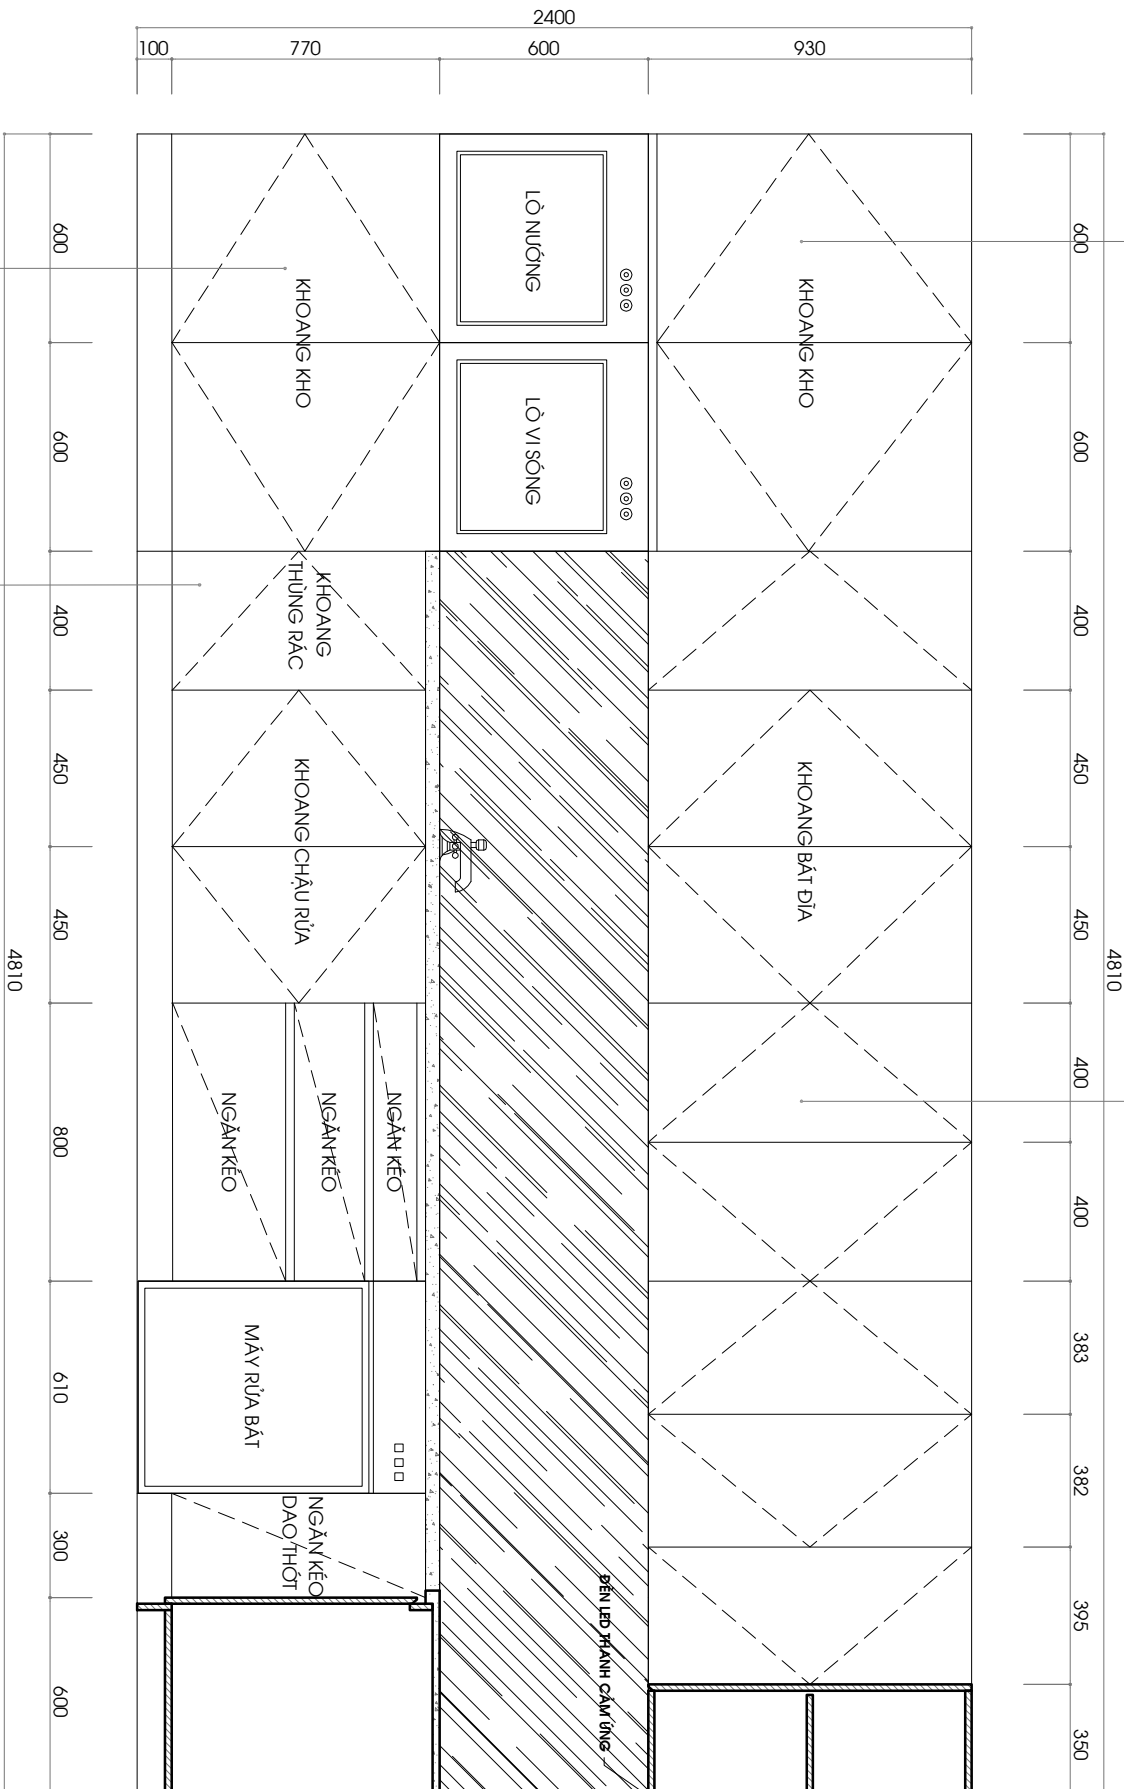 2400
100
770
600
930
4810
600
600
400
450
450
400
400
383
382
395
350
KHOANG KHO
KHOANG BÁT ĐĨA
LÒ NƯỚNG
LÒ VI SÓNG
ĐÈN LED THANH CẢM ỨNG
KHOANG KHO
KHOANG
THÙNG RÁC
KHOANG CHẬU RỬA
NGĂN KÉO
NGĂN KÉO
NGĂN KÉO
MÁY RỬA BÁT
NGĂN KÉO
DAO THỚT
600
600
400
450
450
800
610
300
600
4810